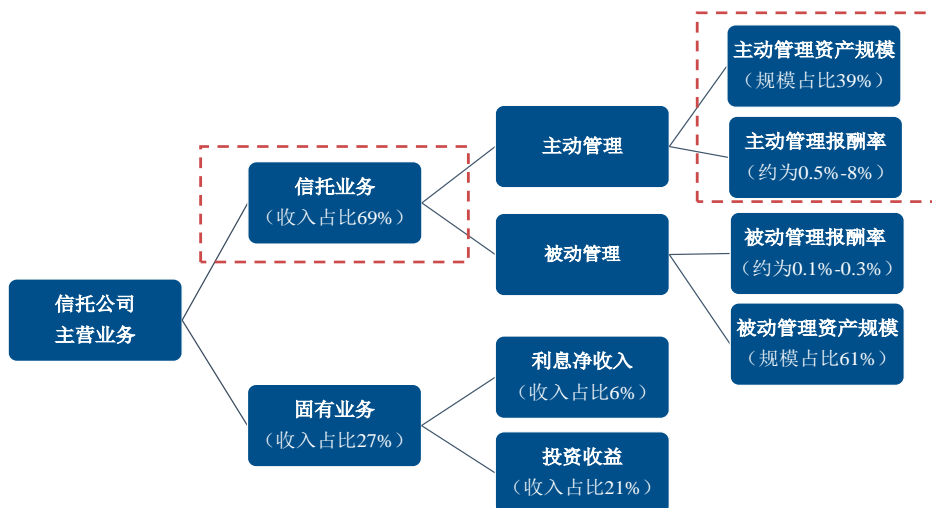 主动管理资产规模
（规模占比39%）
主动管理
主动管理报酬率
（约为0.5%-8%）
信托业务
（收入占比69%）
被动管理
被动管理报酬率
（约为0.1%-0.3%）
信托公司
主营业务
被动管理资产规模
（规模占比61%）
利息净收入
（收入占比6%）
固有业务
（收入占比27%）
投资收益
（收入占比21%）